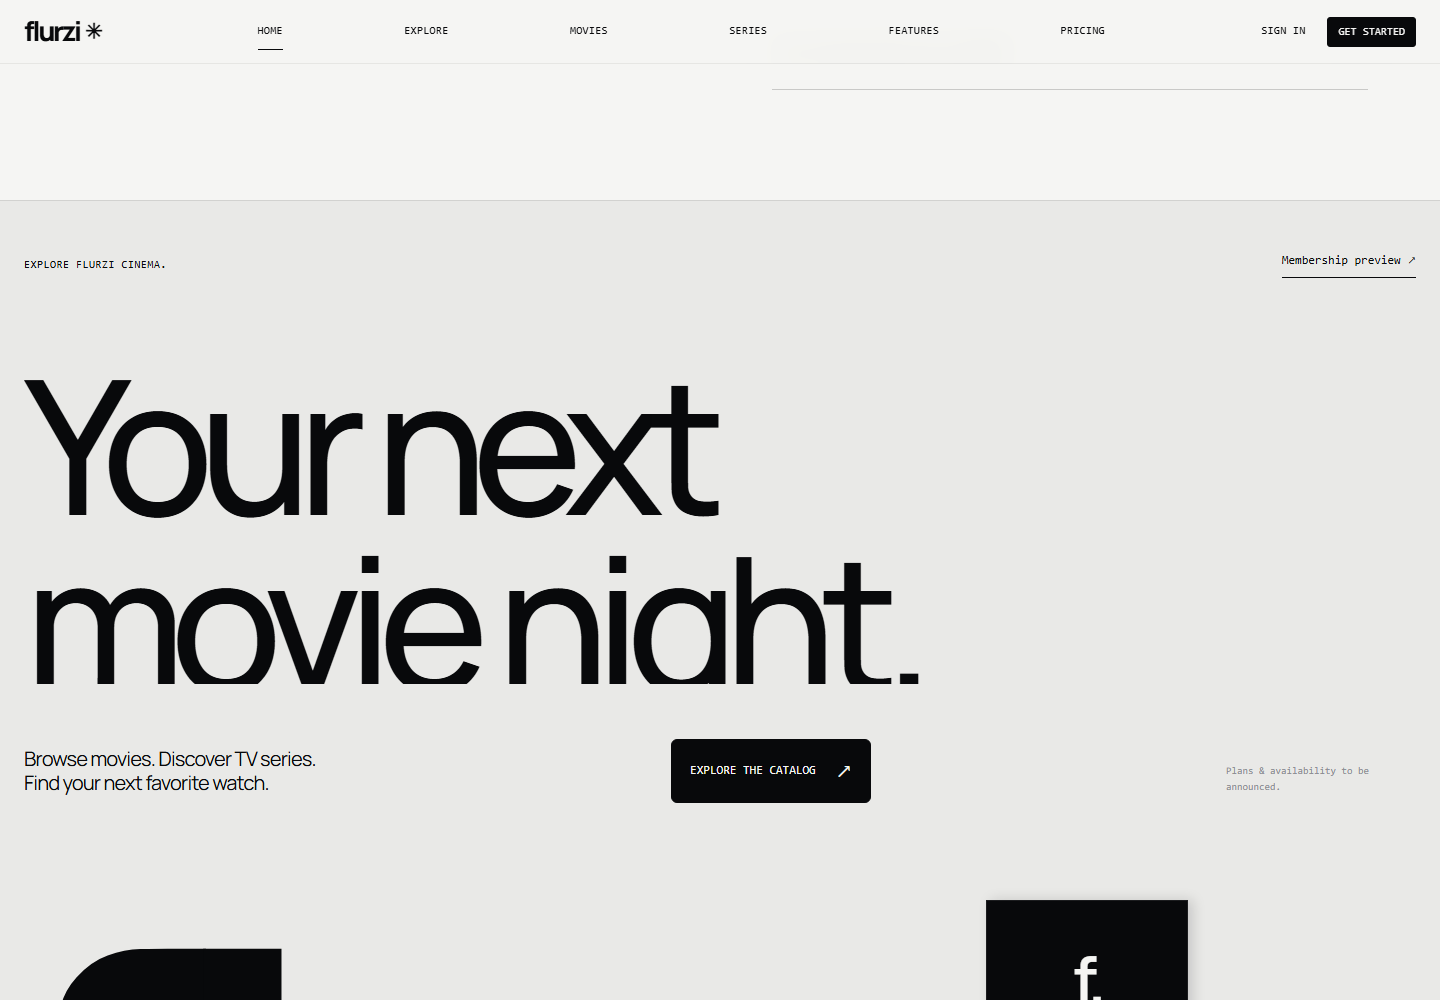 flurzi
HOME
EXPLORE
MOVIES
SERIES
FEATURES
PRICING
SIGN IN
GET STARTED
EXPLORE FLURZI CINEMA.
Membership preview ↗
Your next
movie night.
Browse movies. Discover TV series.
Find your next favorite watch.
EXPLORE THE CATALOG ↗
Plans & availability to be
announced.
f.